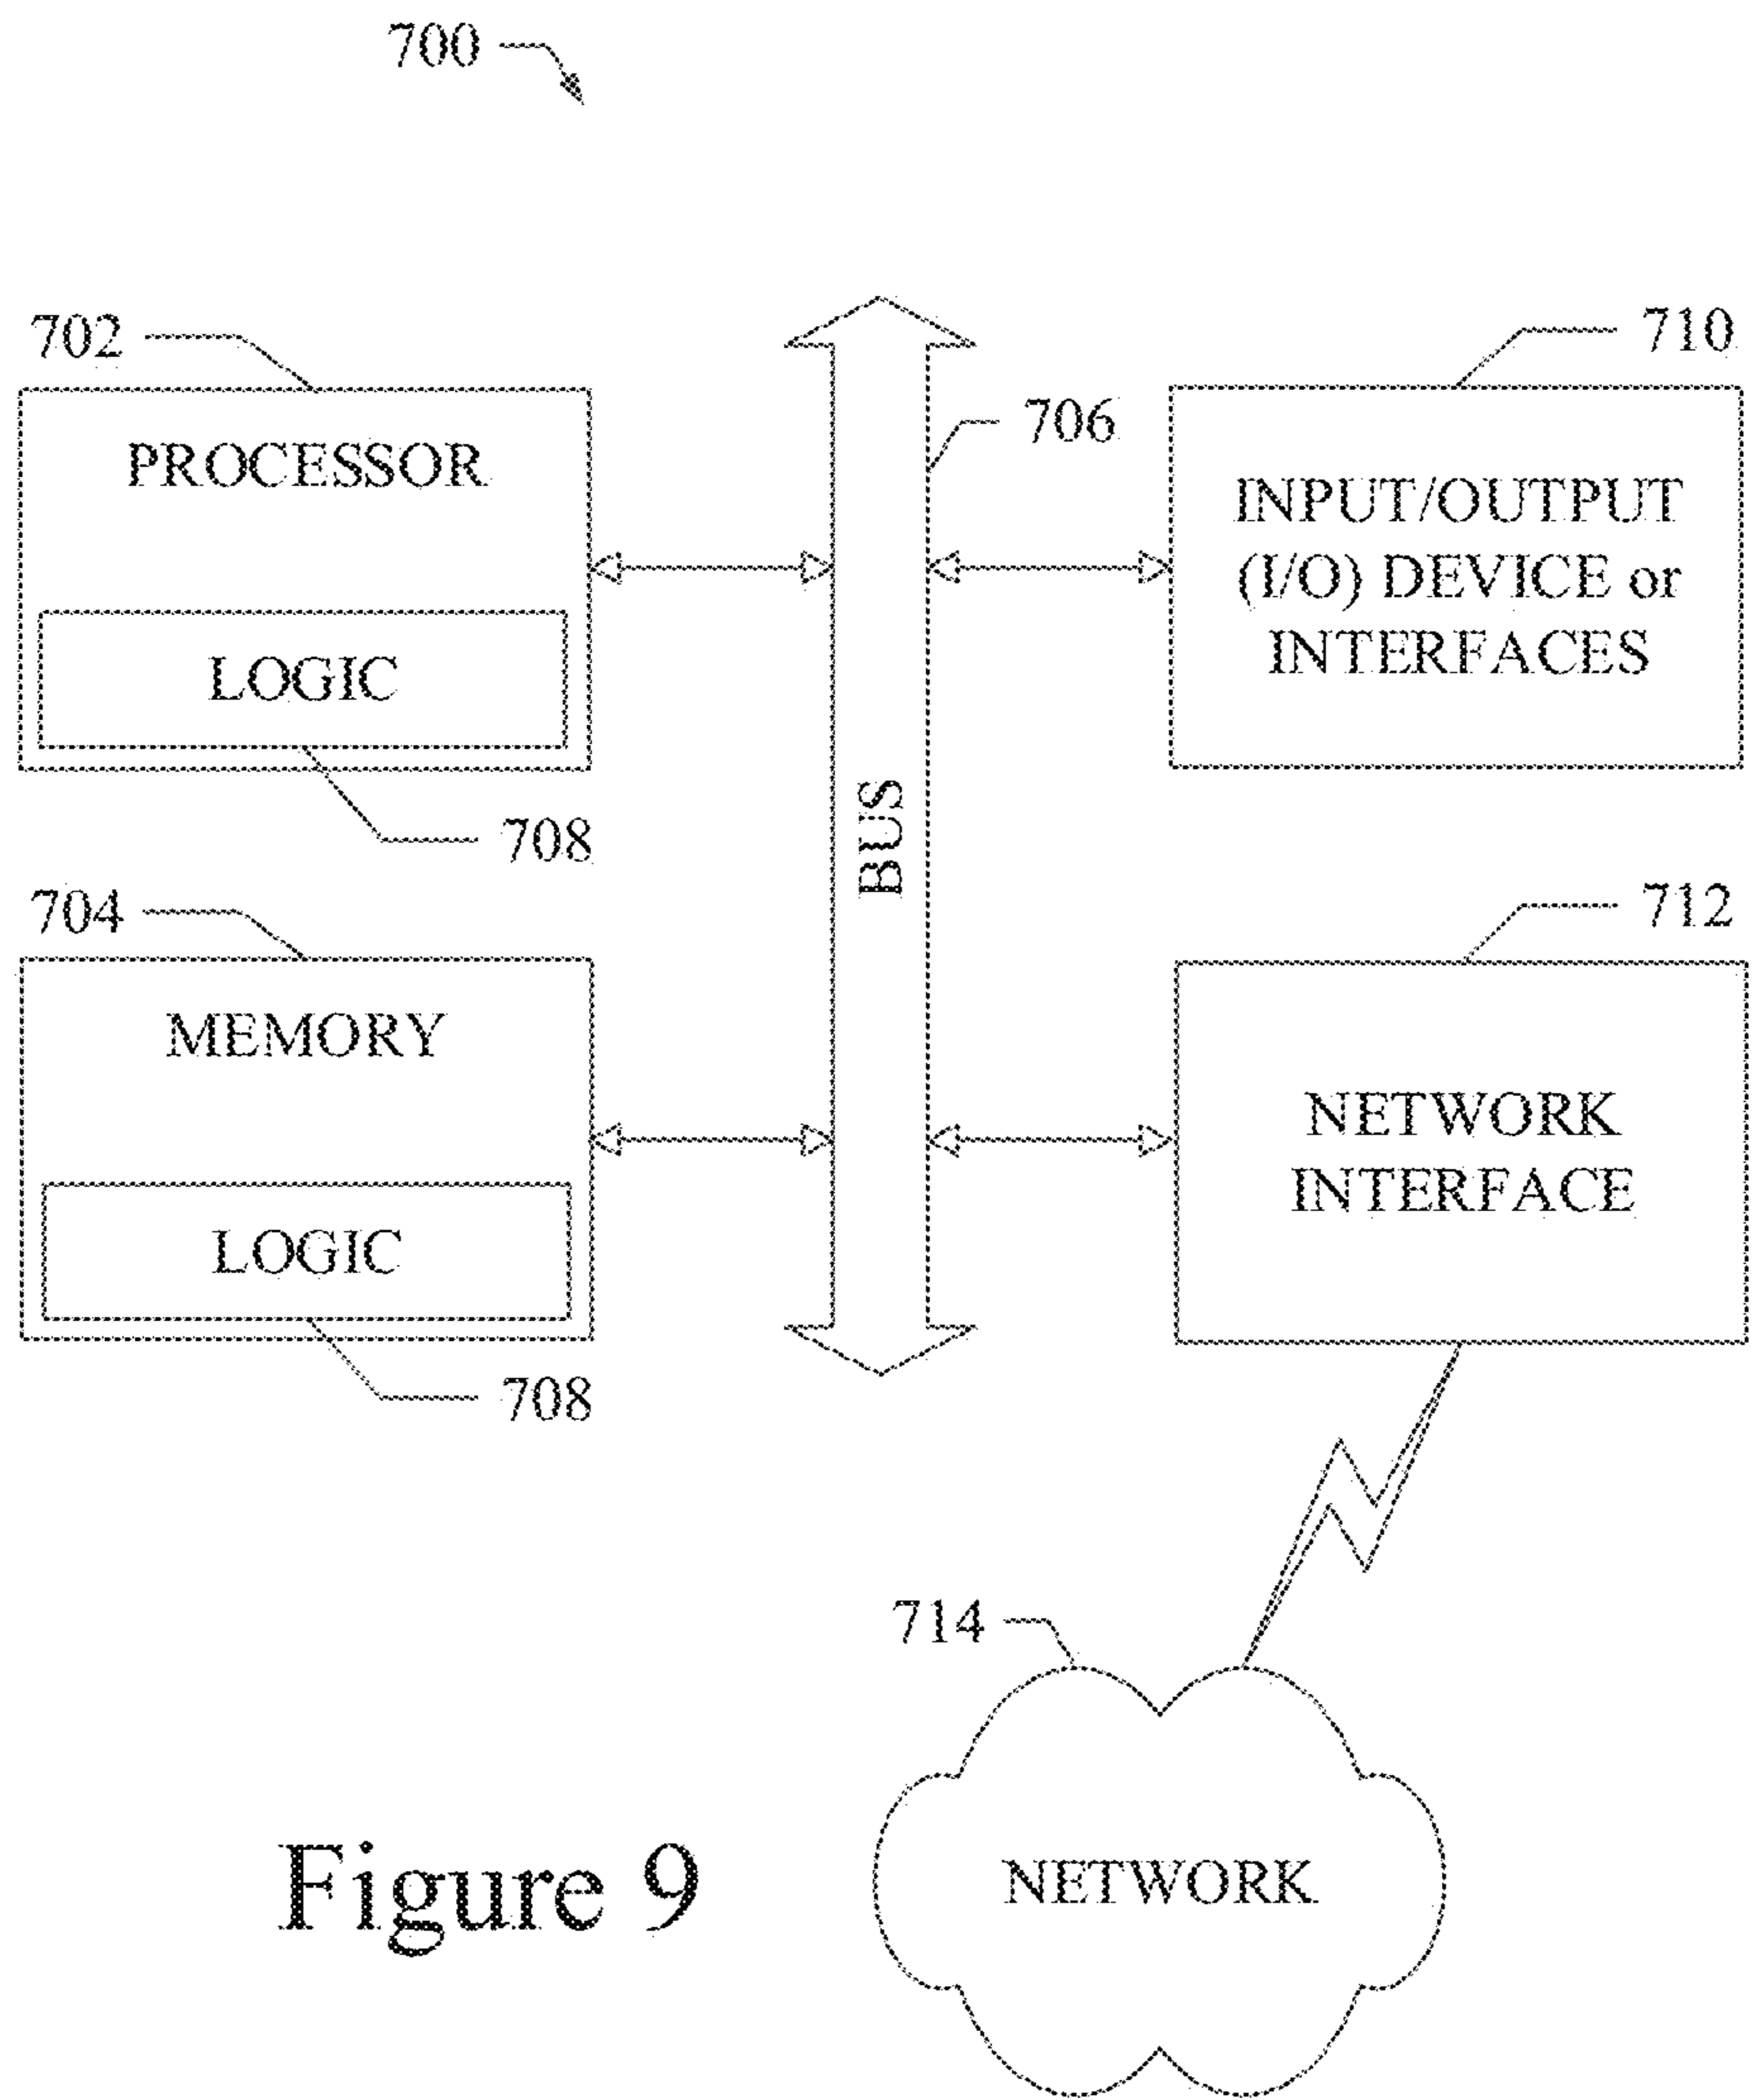 700
702
710
706
PROCESSOR
INPUT/OUTPUT
(I/O) DEVICE or
INTERFACES
LOGIC
BUS
708
704
712
MEMORY
NETWORK
INTERFACE
LOGIC
708
714
NETWORK
Figure 9